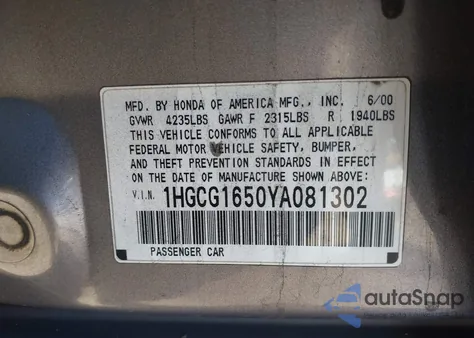 MFD. BY HONDA OF AMERICA MFG., INC. 6/00
GVWR 4235LBS GAWR F 2315LBS R 1940LBS
THIS VEHICLE CONFORMS TO ALL APPLICABLE
FEDERAL MOTOR VEHICLE SAFETY, BUMPER,
AND THEFT PREVENTION STANDARDS IN EFFECT
ON THE DATE OF MANUFACTURE SHOWN ABOVE:
V.I.N. 1HGCG1650YA081302
PASSENGER CAR
autoSnap